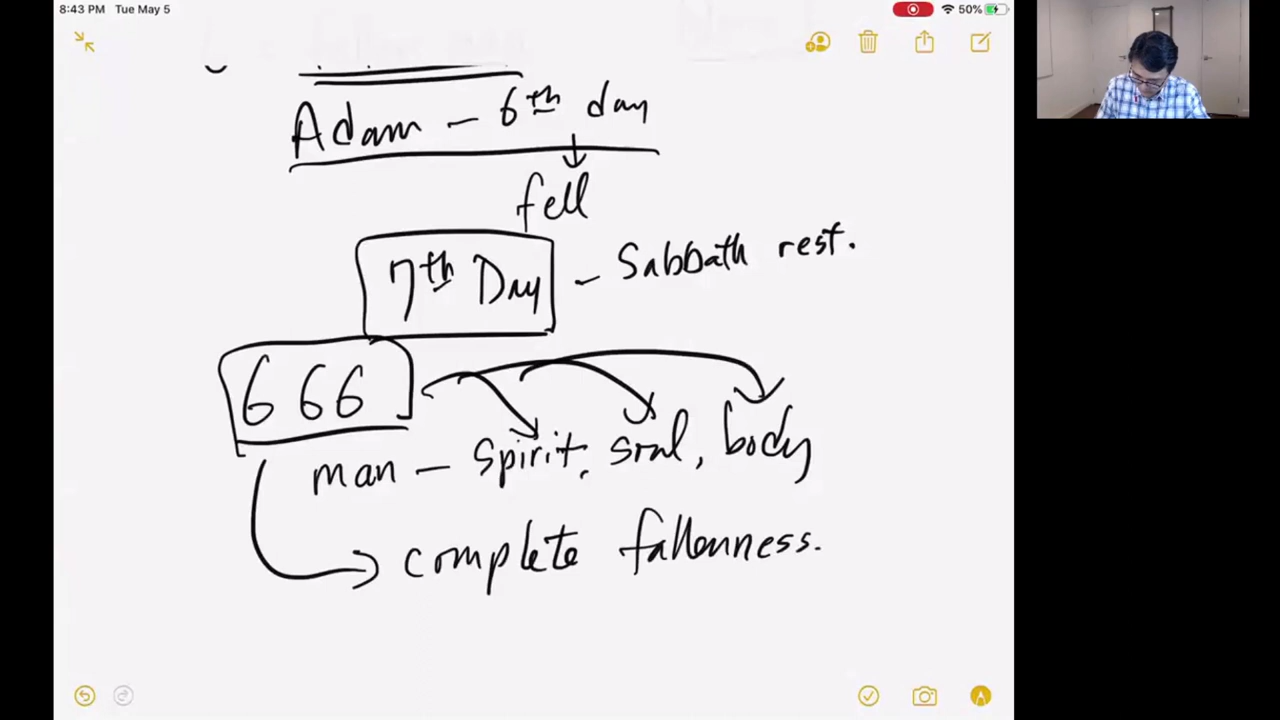 8:43 PM Tue May 5
50%
Adam - 6th day
fell
7th Day - Sabbath rest.
666
man - spirit, soul, body
complete fallenness.